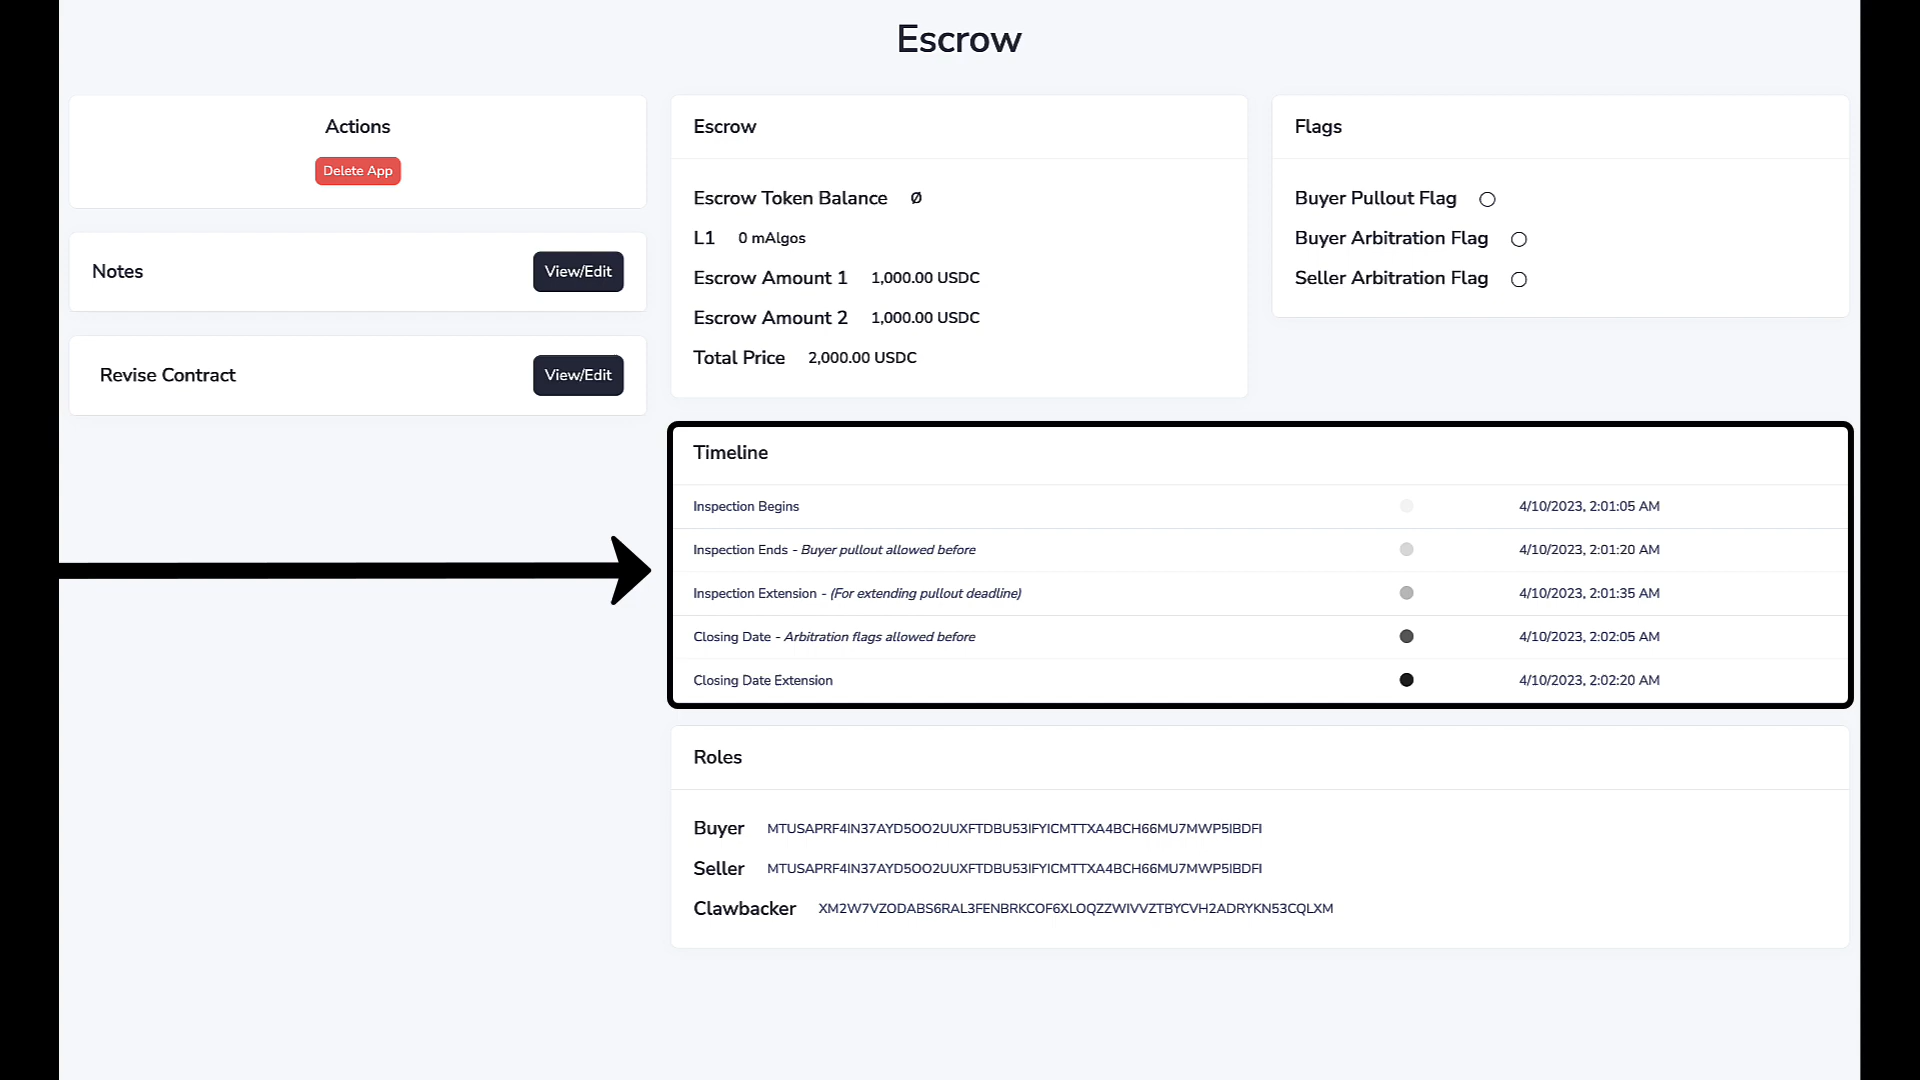 Escrow
Actions
Delete App
Notes
View/Edit
Revise Contract
View/Edit
Escrow
Escrow Token Balance Ø
L1 0 mAlgos
Escrow Amount 1 1,000.00 USDC
Escrow Amount 2 1,000.00 USDC
Total Price 2,000.00 USDC
Flags
Buyer Pullout Flag
Buyer Arbitration Flag
Seller Arbitration Flag
Timeline
Inspection Begins 4/10/2023, 2:01:05 AM
Inspection Ends - Buyer pullout allowed before 4/10/2023, 2:01:20 AM
Inspection Extension - (For extending pullout deadline) 4/10/2023, 2:01:35 AM
Closing Date - Arbitration flags allowed before 4/10/2023, 2:02:05 AM
Closing Date Extension 4/10/2023, 2:02:20 AM
Roles
Buyer MTUSAPRF4IN37AYD5OO2UUXFTDBU53IFYICMTTXA4BCH66MU7MWP5IBDFI
Seller MTUSAPRF4IN37AYD5OO2UUXFTDBU53IFYICMTTXA4BCH66MU7MWP5IBDFI
Clawbacker XM2W7VZODABS6RAL3FENBRKCOF6XLOQZZWIVVZTBYCVH2ADRYKN53CQLXM